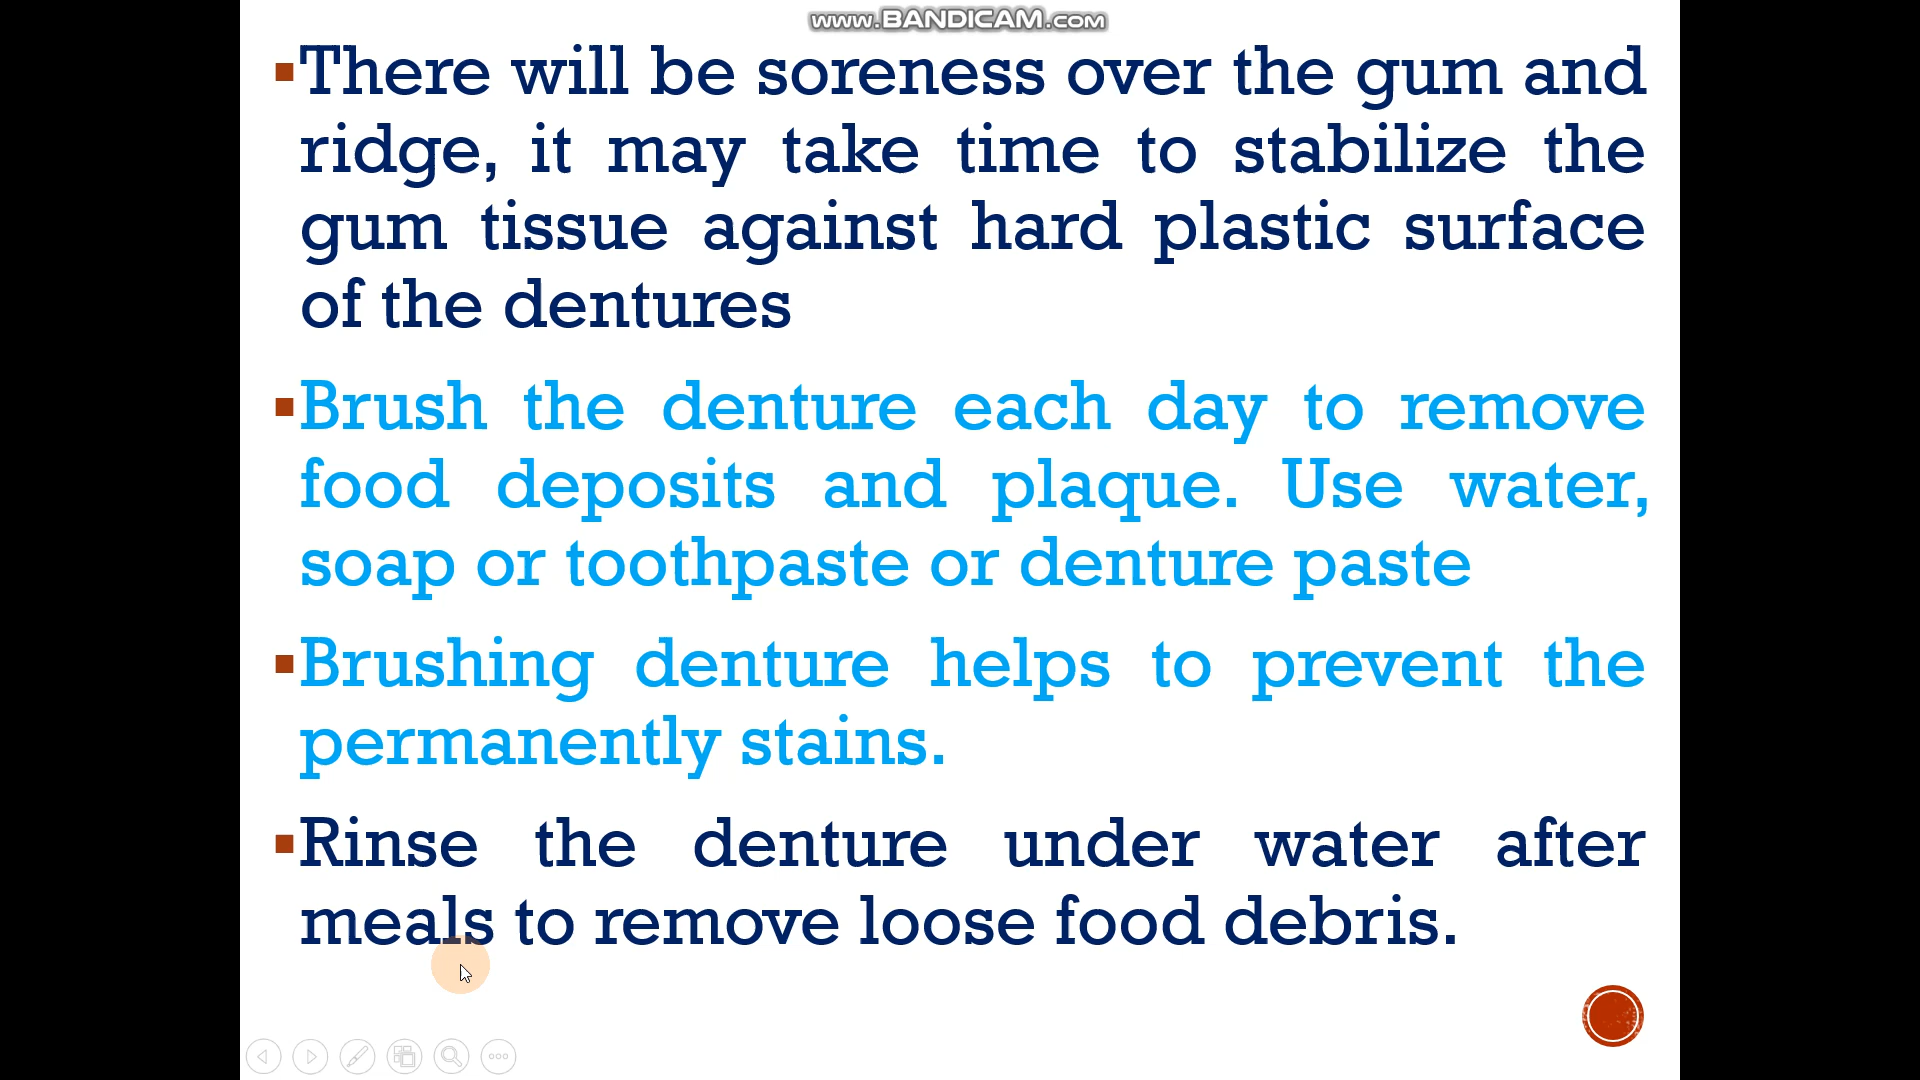 www.BANDICAM.com
▪There will be soreness over the gum and
ridge, it may take time to stabilize the
gum tissue against hard plastic surface
of the dentures
▪Brush the denture each day to remove
food deposits and plaque. Use water,
soap or toothpaste or denture paste
▪Brushing denture helps to prevent the
permanently stains.
▪Rinse the denture under water after
meals to remove loose food debris.